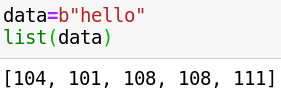 data=b"hello"
list(data)
[104, 101, 108, 108, 111]